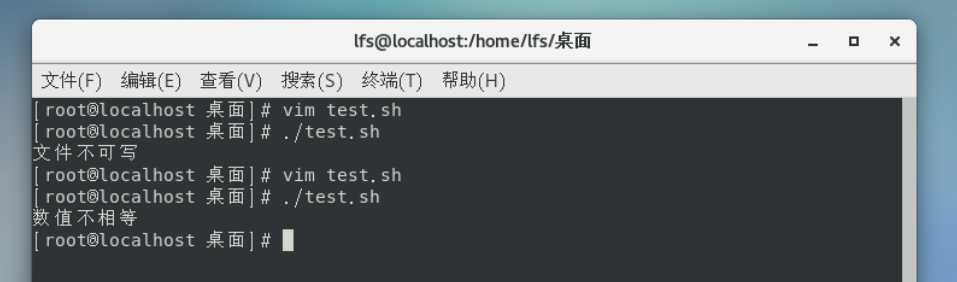 lfs@localhost:/home/lfs/桌面
文件(F) 编辑(E) 查看(V) 搜索(S) 终端(T) 帮助(H)
[root@localhost 桌面]# vim test.sh
[root@localhost 桌面]# ./test.sh
文件不可写
[root@localhost 桌面]# vim test.sh
[root@localhost 桌面]# ./test.sh
数值不相等
[root@localhost 桌面]#